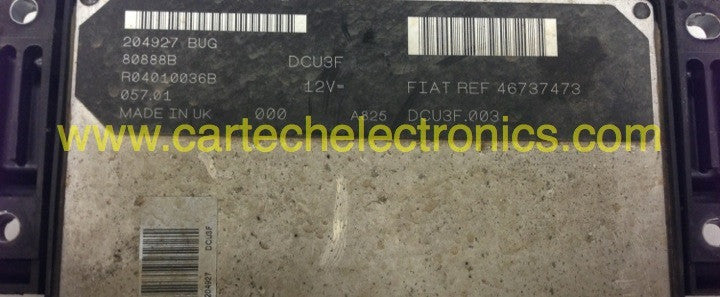 204927 BUG
80888B DCU3F
R04010036B 12V= FIAT REF 46737473
057.01
MADE IN UK 000 A825 DCU3F.003
www.cartechelectronics.com
DCU3F
204927